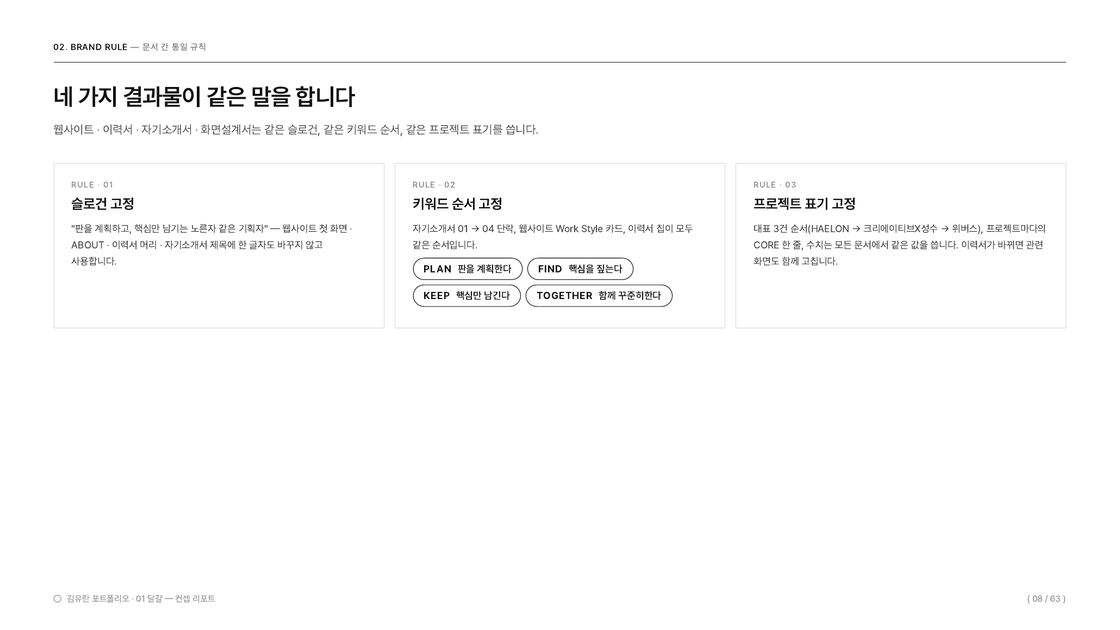 02. BRAND RULE — 문서 간 통일 규칙
네 가지 결과물이 같은 말을 합니다
웹사이트 · 이력서 · 자기소개서 · 화면설계서는 같은 슬로건, 같은 키워드 순서, 같은 프로젝트 표기를 씁니다.
RULE · 01
슬로건 고정
"판을 계획하고, 핵심만 남기는 노른자 같은 기획자" — 웹사이트 첫 화면 ·
ABOUT · 이력서 머리 · 자기소개서 제목에 한 글자도 바꾸지 않고
사용합니다.
RULE · 02
키워드 순서 고정
자기소개서 01 → 04 단락, 웹사이트 Work Style 카드, 이력서 칩이 모두
같은 순서입니다.
PLAN 판을 계획한다
FIND 핵심을 짚는다
KEEP 핵심만 남긴다
TOGETHER 함께 꾸준히한다
RULE · 03
프로젝트 표기 고정
대표 3건 순서(HAELON → 크리에이티브X성수 → 위버스), 프로젝트마다의
CORE 한 줄, 수치는 모든 문서에서 같은 값을 씁니다. 이력서가 바뀌면 관련
화면도 함께 고칩니다.
김유란 포트폴리오 · 01 달걀 — 컨셉 리포트
( 08 / 63 )